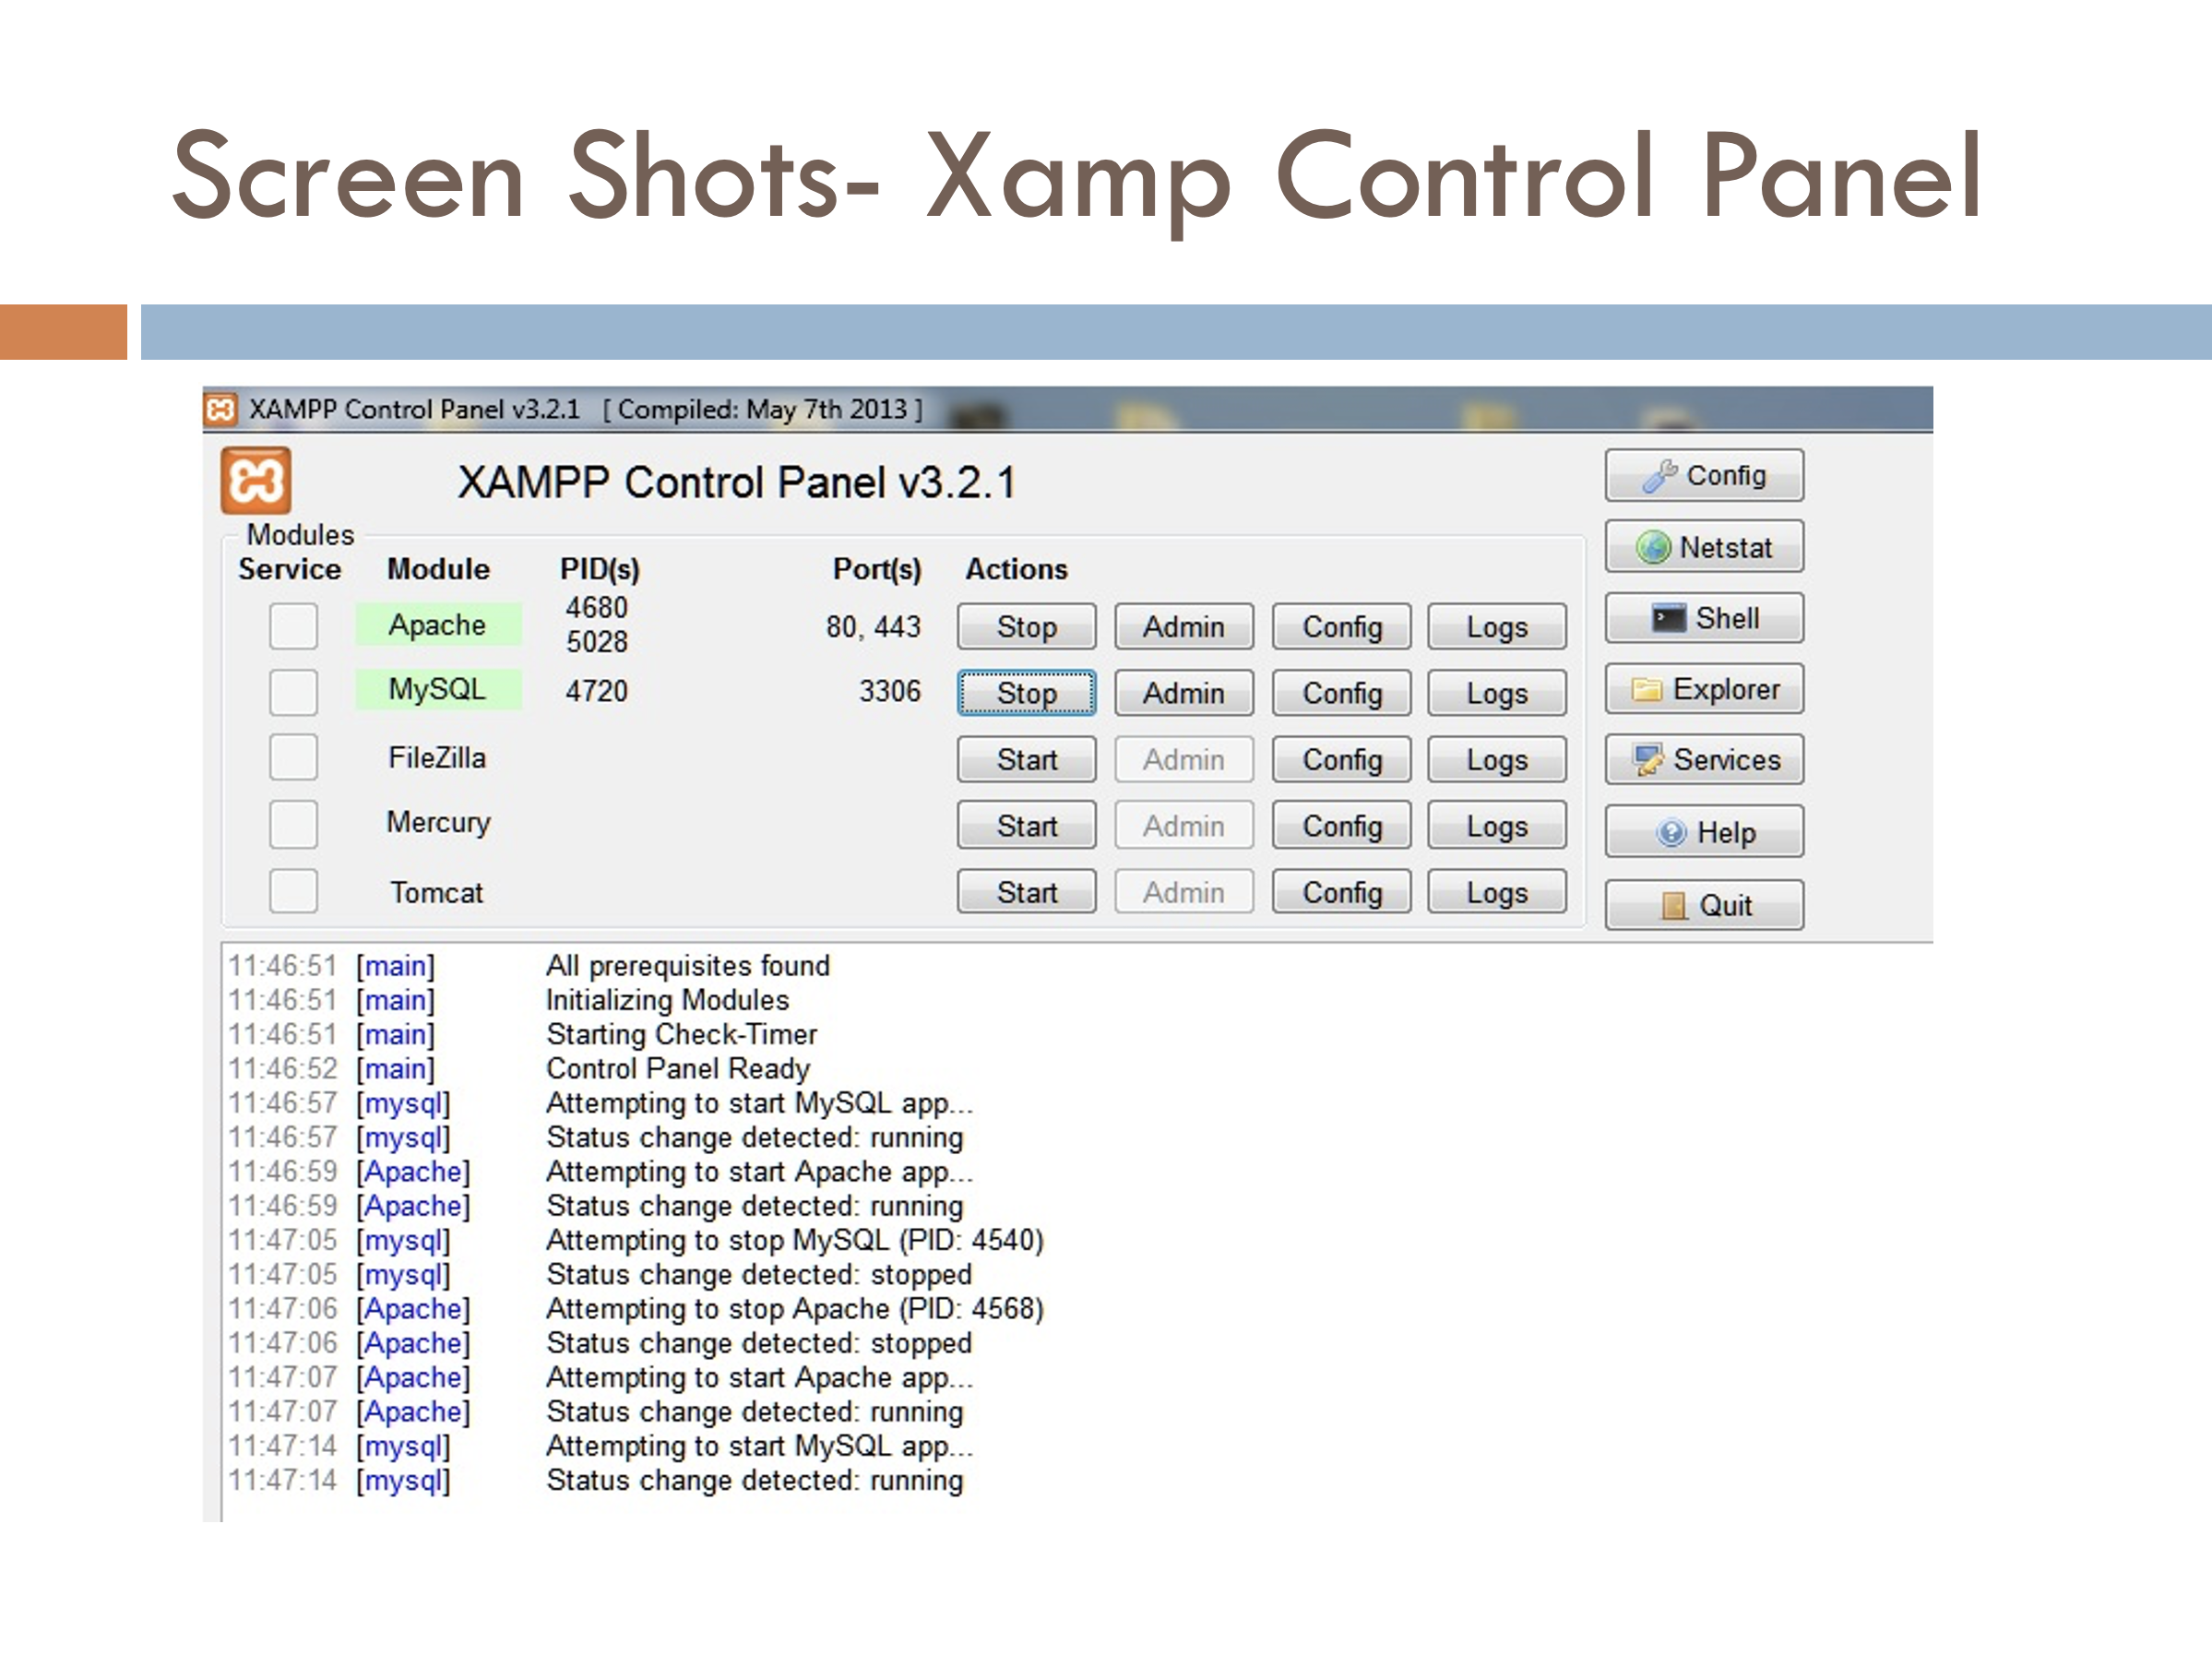 Screen Shots- Xamp Control Panel
XAMPP Control Panel v3.2.1 [ Compiled: May 7th 2013 ]
XAMPP Control Panel v3.2.1
Modules
Service Module PID(s) Port(s) Actions
Apache 4680 5028 80, 443 Stop Admin Config Logs
MySQL 4720 3306 Stop Admin Config Logs
FileZilla Start Admin Config Logs
Mercury Start Admin Config Logs
Tomcat Start Admin Config Logs
Config
Netstat
Shell
Explorer
Services
Help
Quit
11:46:51 [main] All prerequisites found
11:46:51 [main] Initializing Modules
11:46:51 [main] Starting Check-Timer
11:46:52 [main] Control Panel Ready
11:46:57 [mysql] Attempting to start MySQL app...
11:46:57 [mysql] Status change detected: running
11:46:59 [Apache] Attempting to start Apache app...
11:46:59 [Apache] Status change detected: running
11:47:05 [mysql] Attempting to stop MySQL (PID: 4540)
11:47:05 [mysql] Status change detected: stopped
11:47:06 [Apache] Attempting to stop Apache (PID: 4568)
11:47:06 [Apache] Status change detected: stopped
11:47:07 [Apache] Attempting to start Apache app...
11:47:07 [Apache] Status change detected: running
11:47:14 [mysql] Attempting to start MySQL app...
11:47:14 [mysql] Status change detected: running